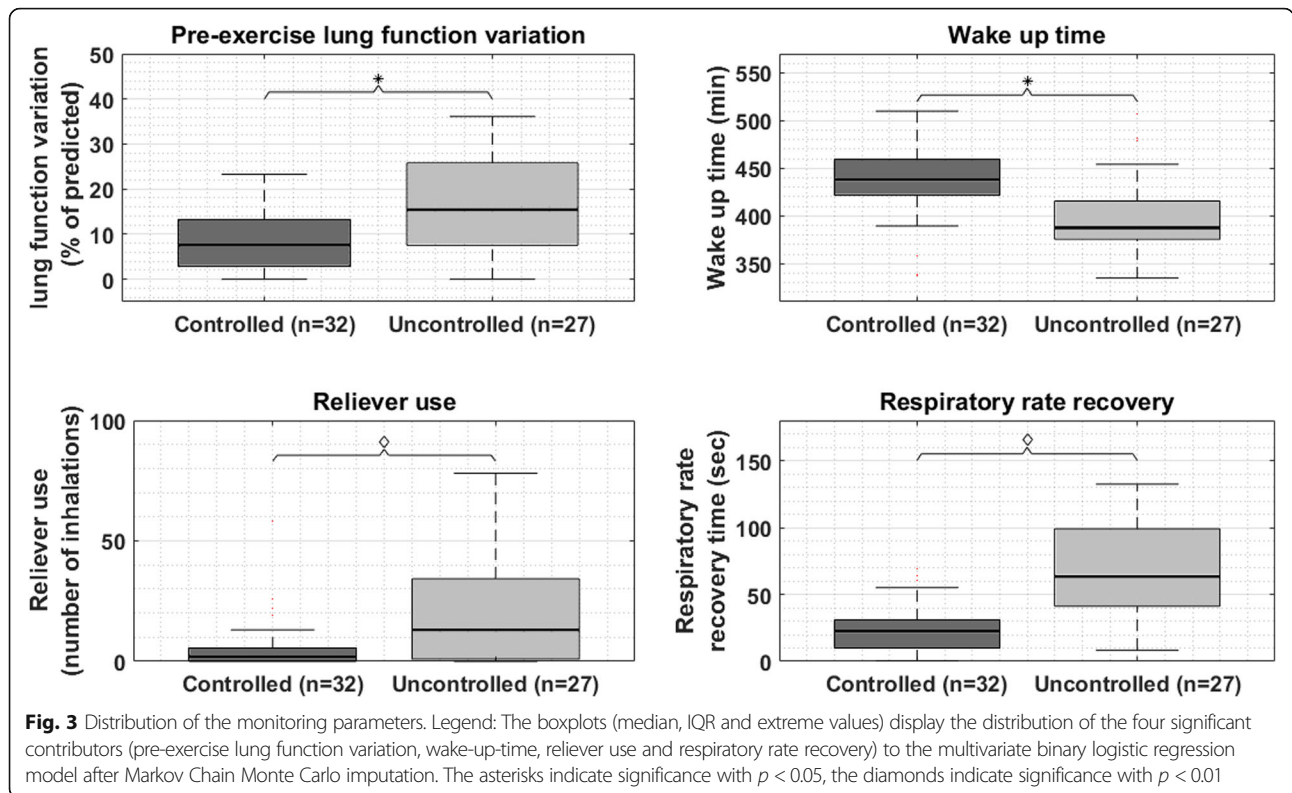 Pre-exercise lung function variation
lung function variation
(% of predicted)
50
40
30
20
10
0
*
Controlled (n=32) Uncontrolled (n=27)
Wake up time
Wake up time (min)
550
500
450
400
350
*
Controlled (n=32) Uncontrolled (n=27)
Reliever use
Reliever use
(number of inhalations)
100
50
0
◊
Controlled (n=32) Uncontrolled (n=27)
Respiratory rate recovery
Respiratory rate
recovery time (sec)
150
100
50
0
◊
Controlled (n=32) Uncontrolled (n=27)
Fig. 3 Distribution of the monitoring parameters. Legend: The boxplots (median, IQR and extreme values) display the distribution of the four significant
contributors (pre-exercise lung function variation, wake-up-time, reliever use and respiratory rate recovery) to the multivariate binary logistic regression
model after Markov Chain Monte Carlo imputation. The asterisks indicate significance with p < 0.05, the diamonds indicate significance with p < 0.01